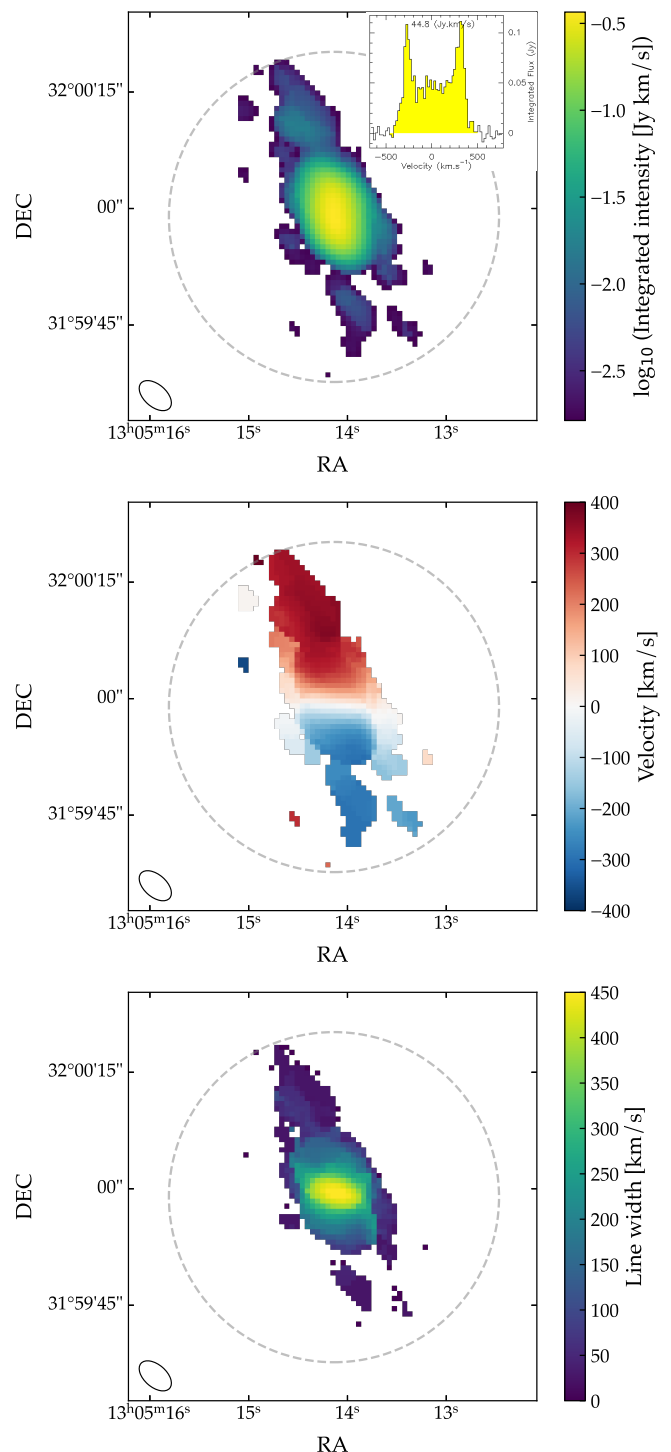 44.8 (Jy.km/s)
0.1
0.05
0
Integrated Flux (Jy)
−500
0
500
Velocity (km.s⁻¹)
32°00'15"
00"
31°59'45"
DEC
13ʰ05ᵐ16ˢ
15ˢ
14ˢ
13ˢ
RA
−0.5
−1.0
−1.5
−2.0
−2.5
log₁₀ (Integrated intensity [Jy km/s])
32°00'15"
00"
31°59'45"
DEC
13ʰ05ᵐ16ˢ
15ˢ
14ˢ
13ˢ
RA
400
300
200
100
0
−100
−200
−300
−400
Velocity [km/s]
32°00'15"
00"
31°59'45"
DEC
13ʰ05ᵐ16ˢ
15ˢ
14ˢ
13ˢ
RA
450
400
350
300
250
200
150
100
50
0
Line width [km/s]